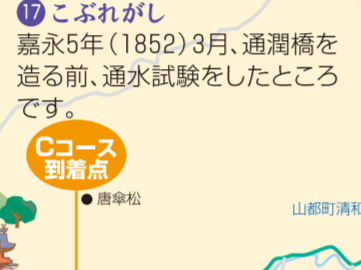 17 こぶれがし
嘉永5年(1852)3月、通潤橋を
造る前、通水試験をしたところ
です。
Cコース
到着点
● 唐傘松
山都町清和